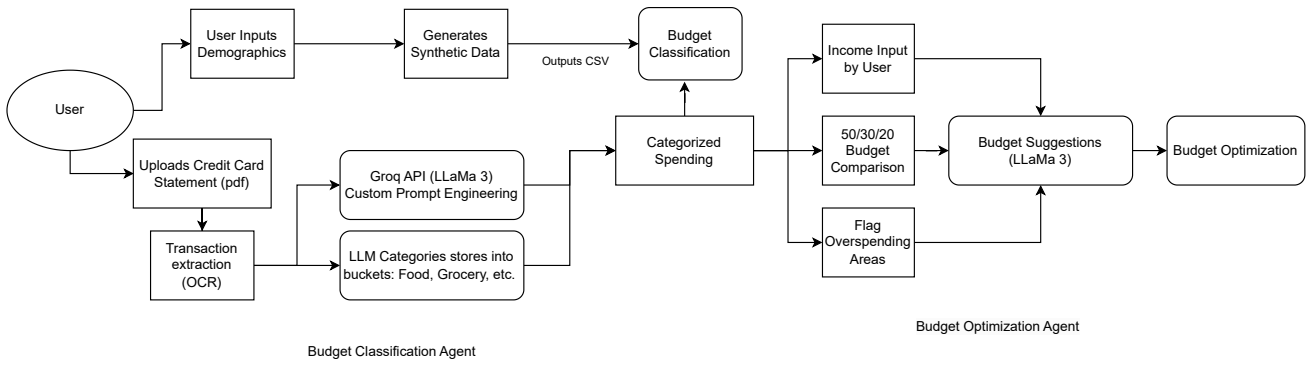 User
User Inputs
Demographics
Generates
Synthetic Data
Outputs CSV
Budget
Classification
Uploads Credit Card
Statement (pdf)
Transaction
extraction
(OCR)
Groq API (LLaMa 3)
Custom Prompt Engineering
LLM Categories stores into
buckets: Food, Grocery, etc.
Categorized
Spending
Income Input
by User
50/30/20
Budget
Comparison
Flag
Overspending
Areas
Budget Suggestions
(LLaMa 3)
Budget Optimization
Budget Classification Agent
Budget Optimization Agent